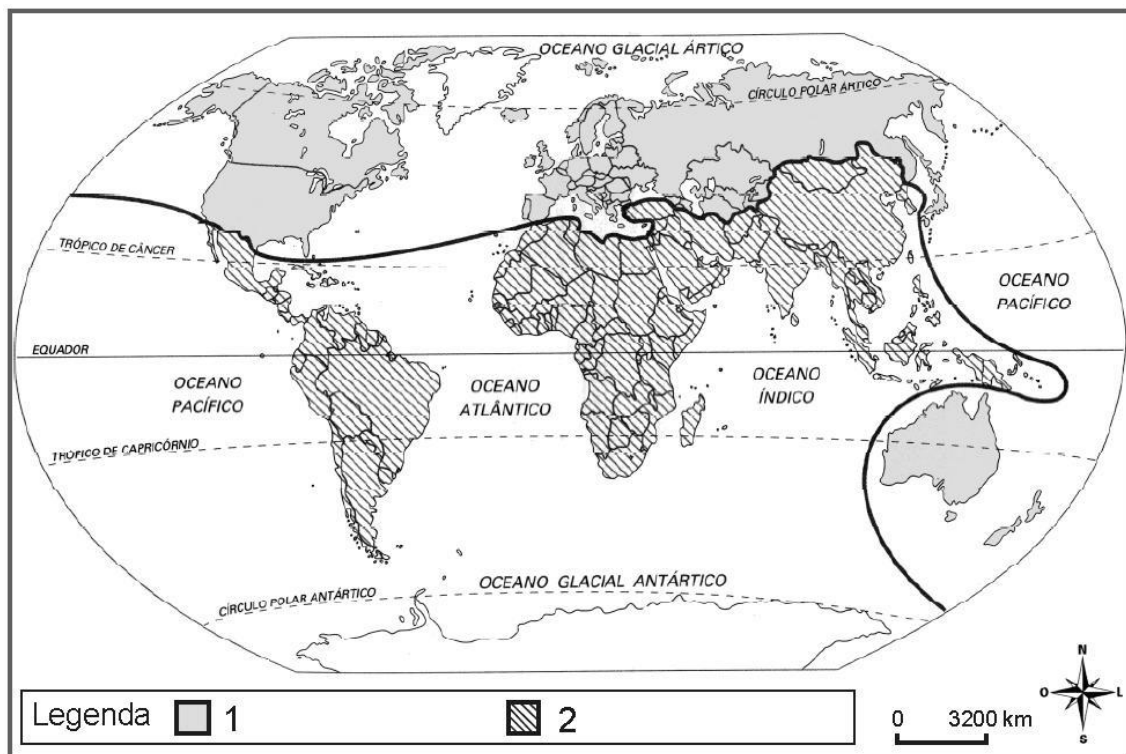 OCEANO GLACIAL ÁRTICO
CÍRCULO POLAR ÁRTICO
TRÓPICO DE CÂNCER
OCEANO
PACÍFICO
EQUADOR
OCEANO
PACÍFICO
OCEANO
ATLÂNTICO
OCEANO
ÍNDICO
TRÓPICO DE CAPRICÓRNIO
CÍRCULO POLAR ANTÁRTICO
OCEANO GLACIAL ANTÁRTICO
N
O L
S
Legenda 1 2
0 3200 km